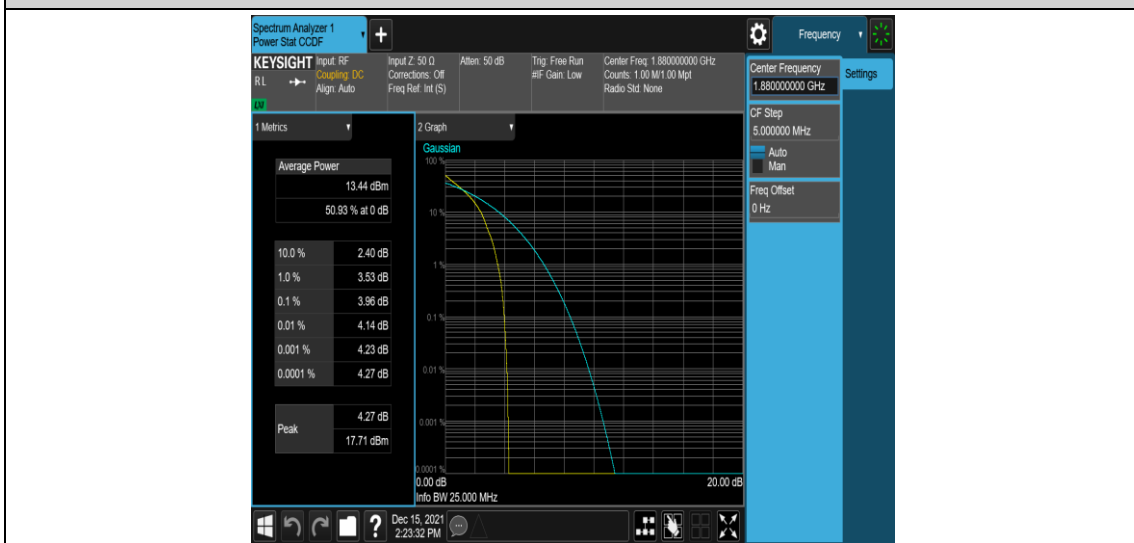 Spectrum Analyzer 1
Power Stat CCDF
+
Frequency
KEYSIGHT
RL
LXI
Input: RF
Coupling: DC
Align: Auto
Input Z: 50 Ω
Corrections: Off
Freq Ref: Int (S)
Atten: 50 dB
Trig: Free Run
#IF Gain: Low
Center Freq: 1.880000000 GHz
Counts: 1.00 M/1.00 Mpt
Radio Std: None
Center Frequency
1.880000000 GHz
Settings
CF Step
5.000000 MHz
Auto
Man
Freq Offset
0 Hz
1 Metrics
Average Power
13.44 dBm
50.93 % at 0 dB
10.0 % 2.40 dB
1.0 % 3.53 dB
0.1 % 3.96 dB
0.01 % 4.14 dB
0.001 % 4.23 dB
0.0001 % 4.27 dB
Peak
4.27 dB
17.71 dBm
2 Graph
Gaussian
100 %
10 %
1 %
0.1 %
0.01 %
0.001 %
0.0001 %
0.00 dB 20.00 dB
Info BW 25.000 MHz
?
Dec 15, 2021
2:23:32 PM